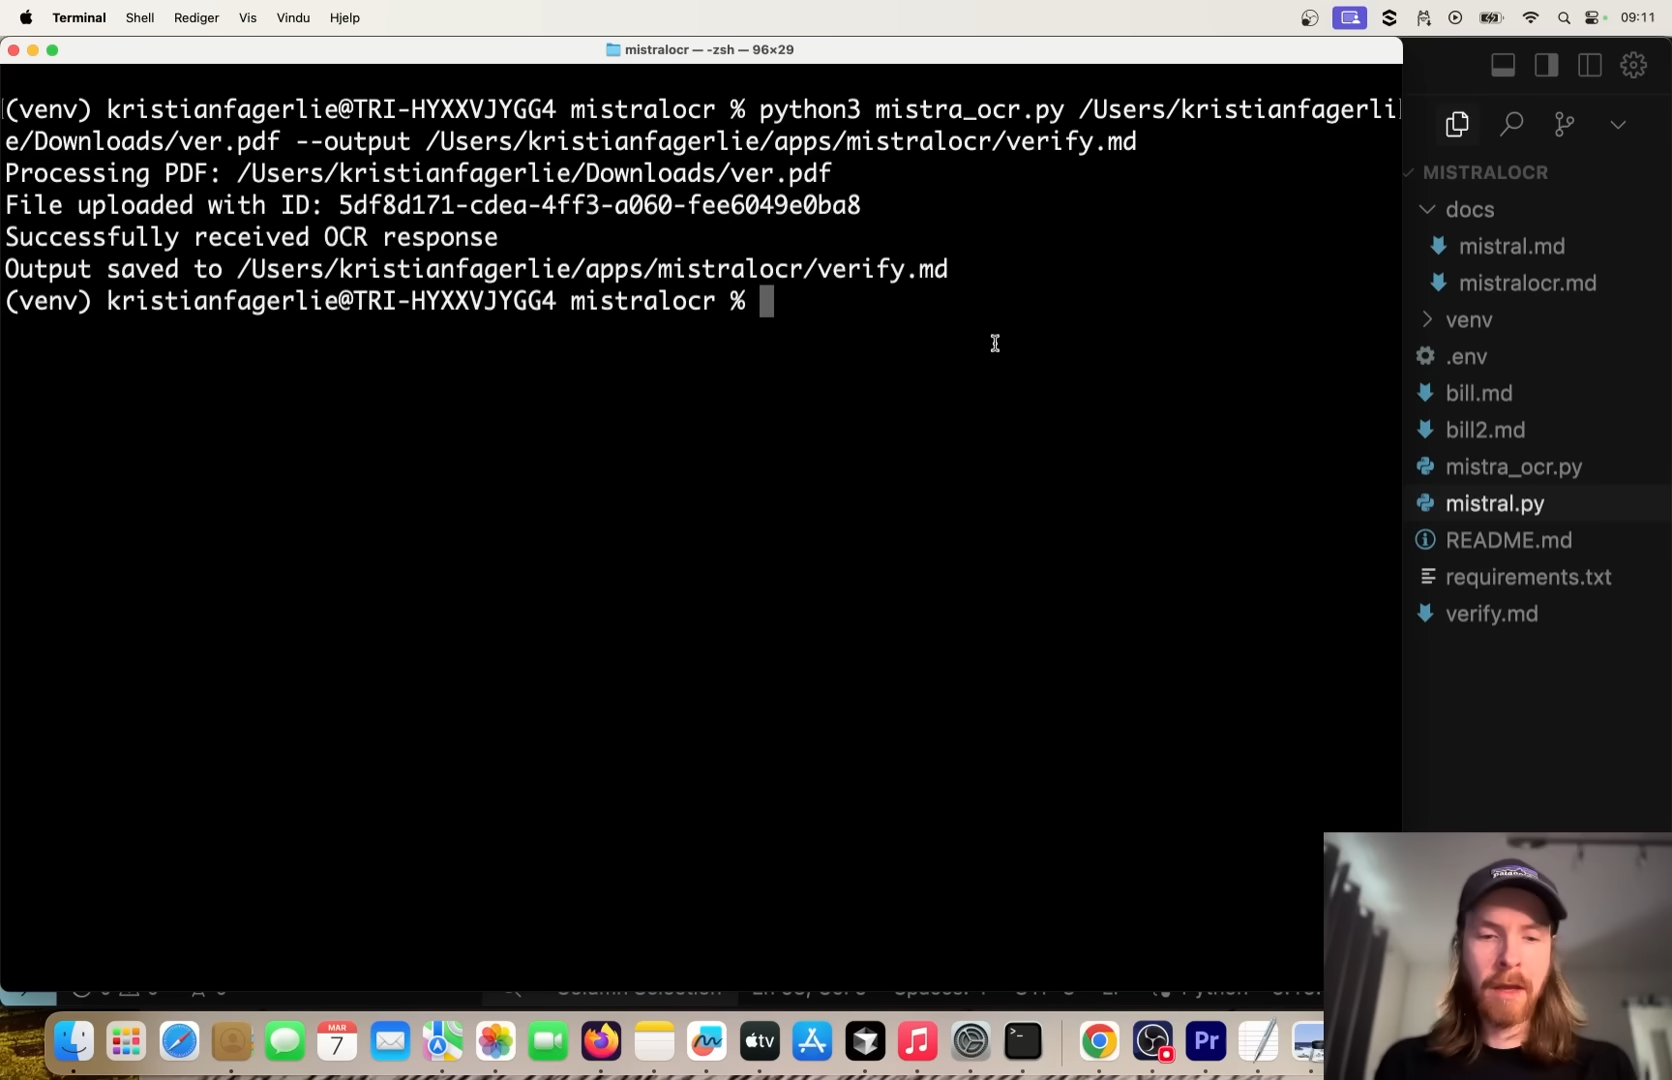 Terminal Shell Rediger Vis Vindu Hjelp 09:11
mistralocr — -zsh — 96×29
(venv) kristianfagerlie@TRI-HYXXVJYGG4 mistralocr % python3 mistra_ocr.py /Users/kristianfagerli
e/Downloads/ver.pdf --output /Users/kristianfagerlie/apps/mistralocr/verify.md
Processing PDF: /Users/kristianfagerlie/Downloads/ver.pdf
File uploaded with ID: 5df8d171-cdea-4ff3-a060-fee6049e0ba8
Successfully received OCR response
Output saved to /Users/kristianfagerlie/apps/mistralocr/verify.md
(venv) kristianfagerlie@TRI-HYXXVJYGG4 mistralocr %
MISTRALOCR
docs
mistral.md
mistralocr.md
venv
.env
bill.md
bill2.md
mistra_ocr.py
mistral.py
README.md
requirements.txt
verify.md
MAR
7
tv
Pr